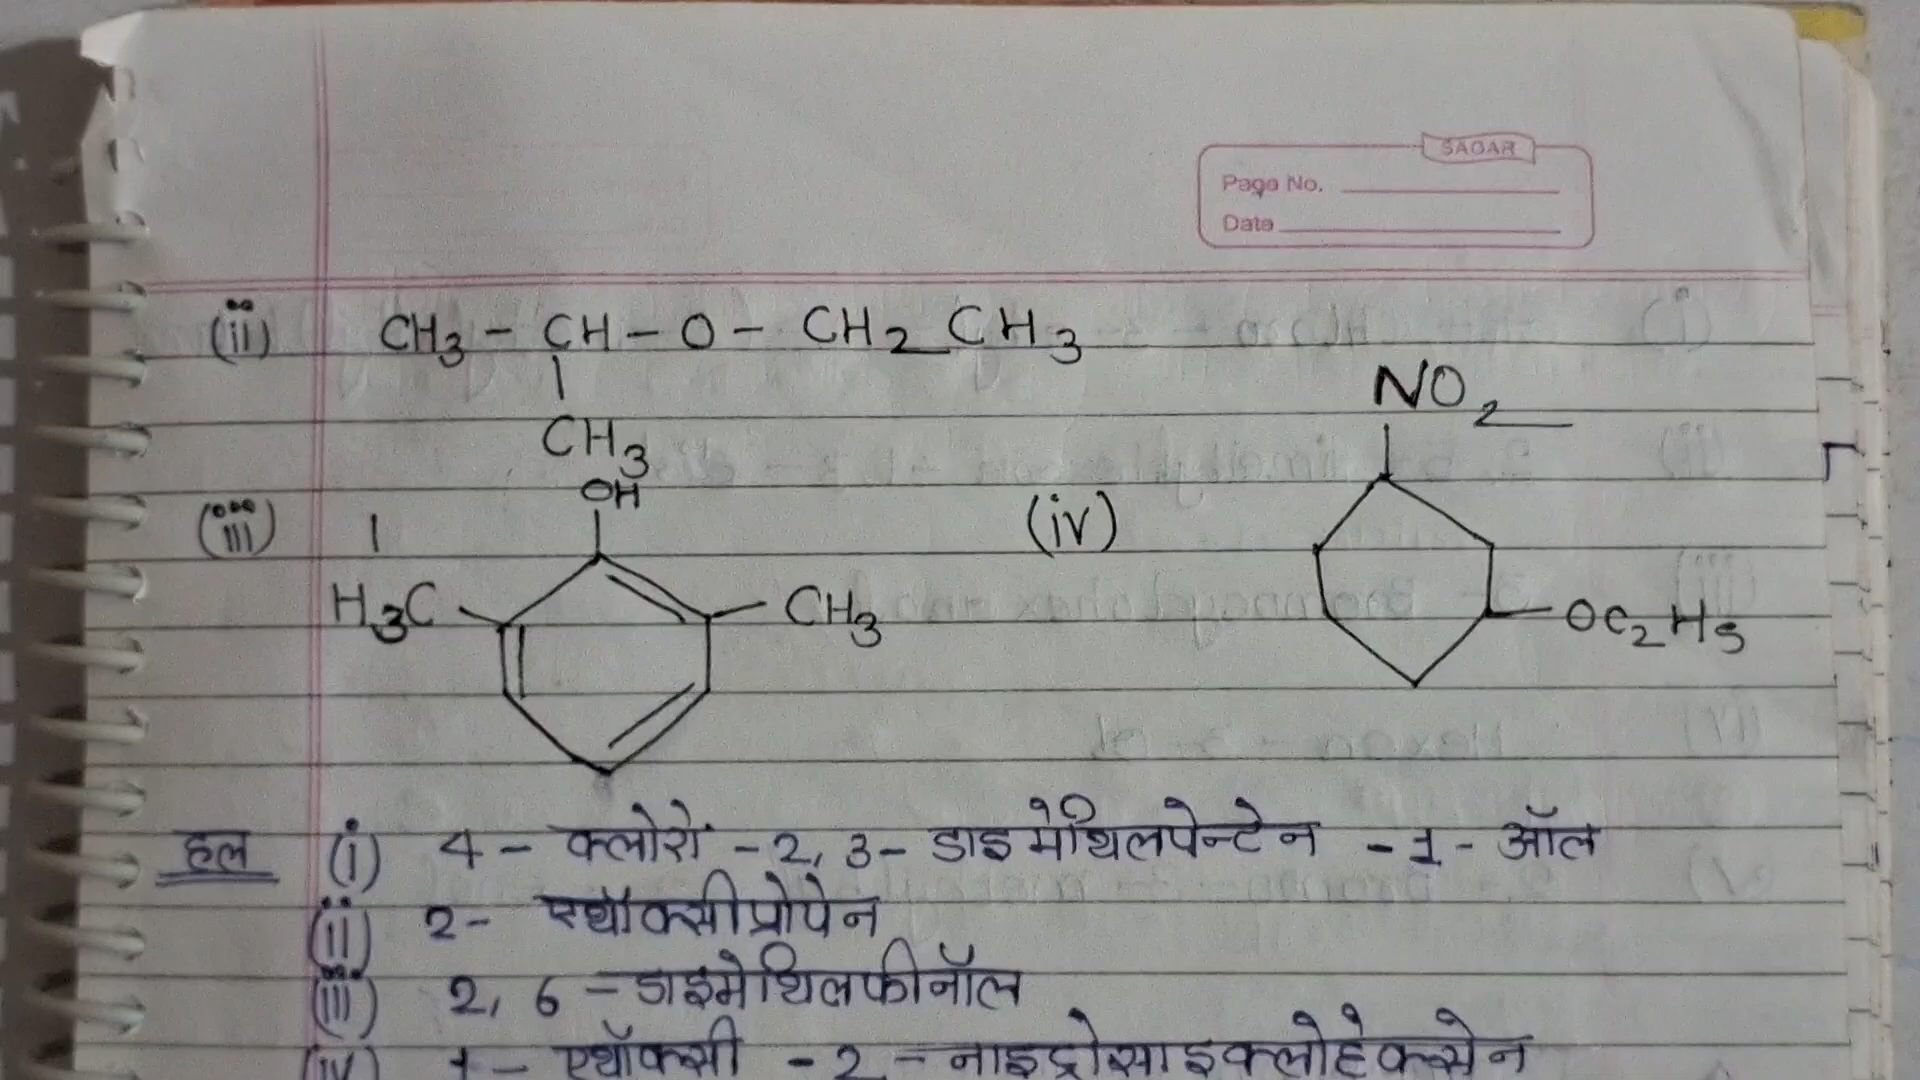 SAGAR
Page No.
Date
(ii) CH3 - CH - O - CH2 CH3
CH3
NO2
OH
(iii) (iv)
H3C CH3 OC2H5
हल (i) 4 - क्लोरो - 2, 3 - डाइमेथिलपेन्टेन - 1 - ऑल
(ii) 2 - एथॉक्सीप्रोपेन
(iii) 2, 6 - डाइमेथिलफीनॉल
(iv) 1 - एथॉक्सी - 2 - नाइट्रोसाइक्लोहेक्सेन